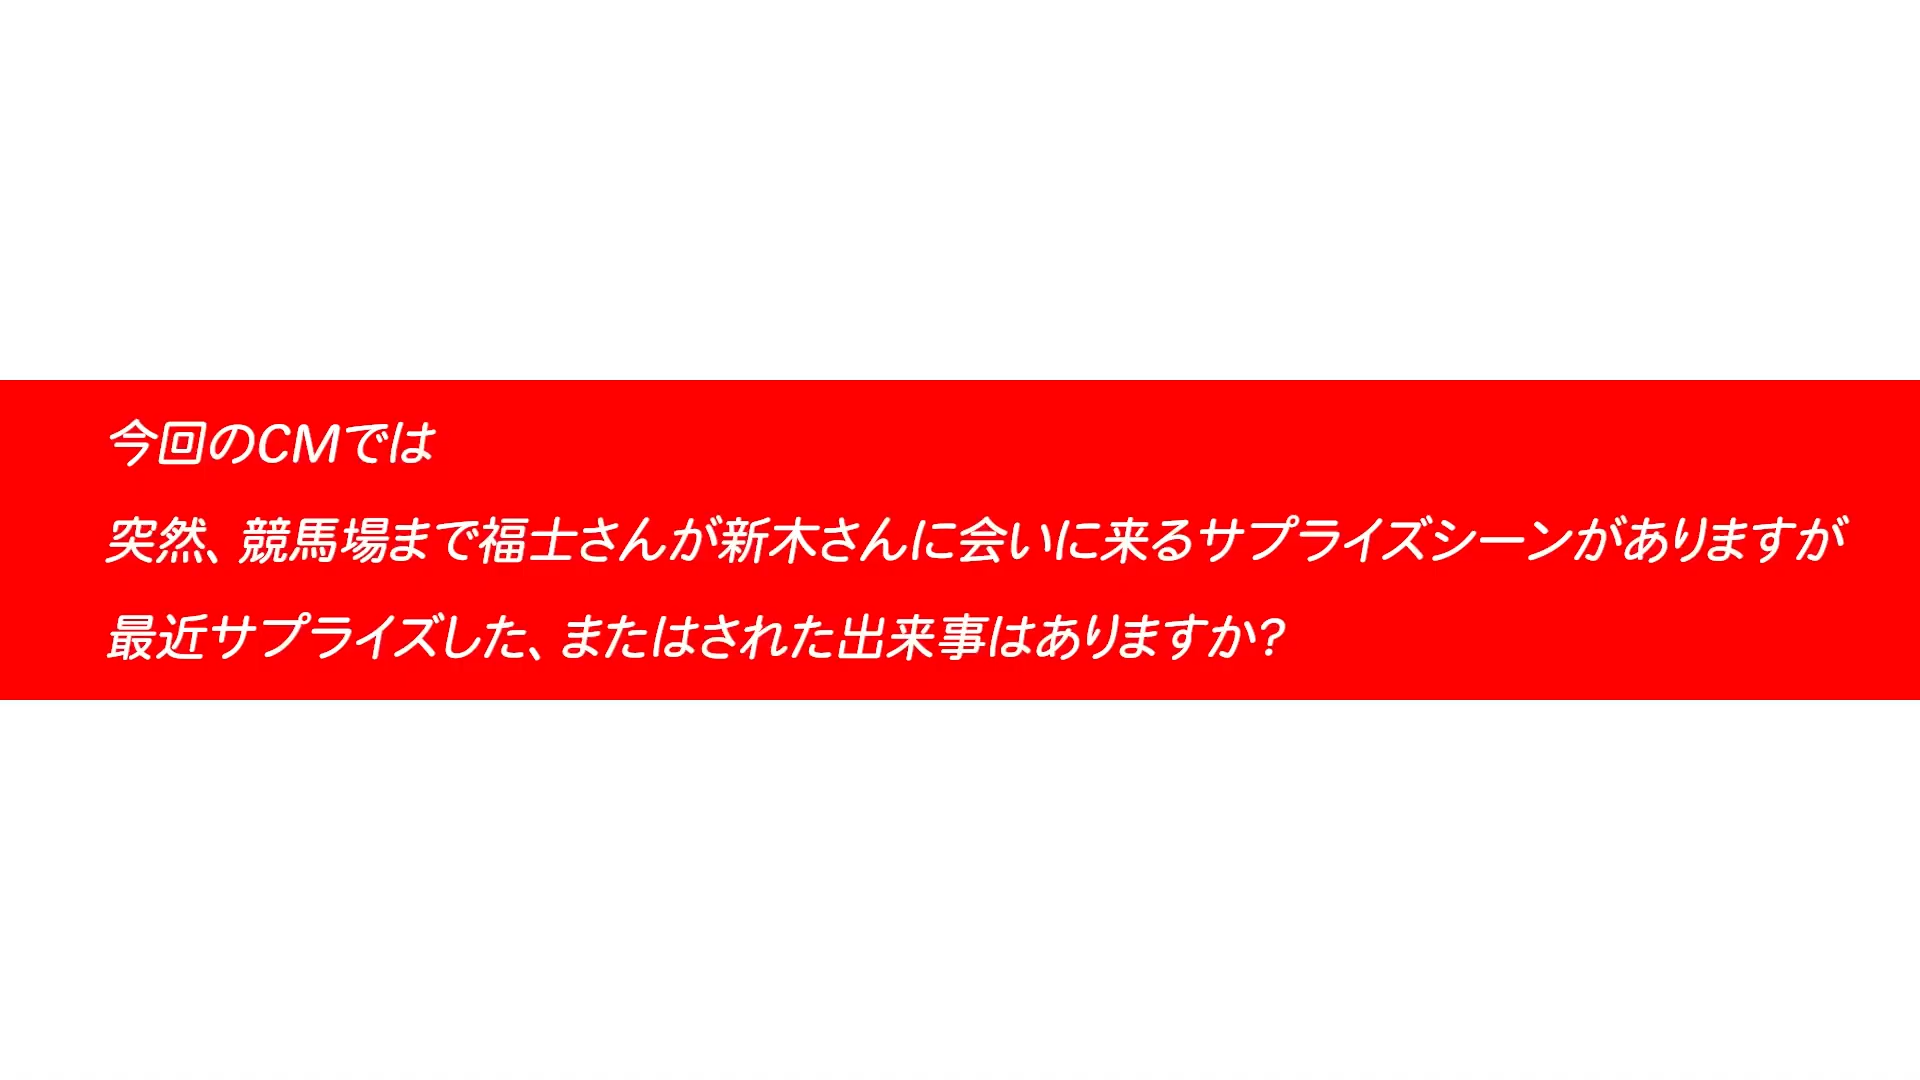 今回のCMでは
突然、競馬場まで福士さんが新木さんに会いに来るサプライズシーンがありますが
最近サプライズした、またはされた出来事はありますか？